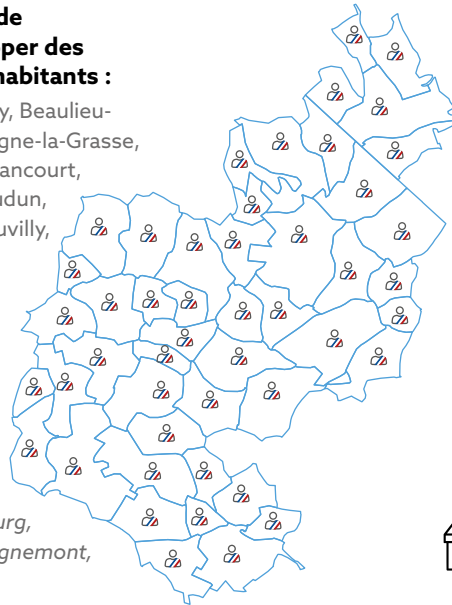 de
per des
habitants :
y, Beaulieu-
gne-la-Grasse,
ancourt,
udun,
uvilly,
urg,
gnemont,